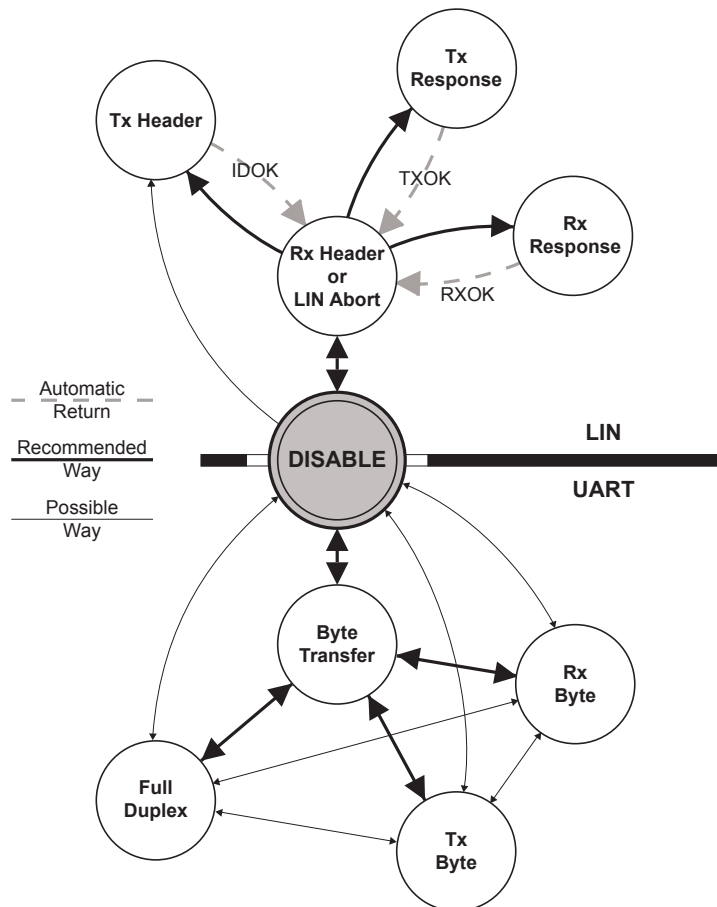 Tx
Response
Tx Header
IDOK
TXOK
Rx
Response
Rx Header
or
LIN Abort
RXOK
Automatic
Return
Recommended
Way
Possible
Way
DISABLE
LIN
UART
Byte
Transfer
Rx
Byte
Full
Duplex
Tx
Byte